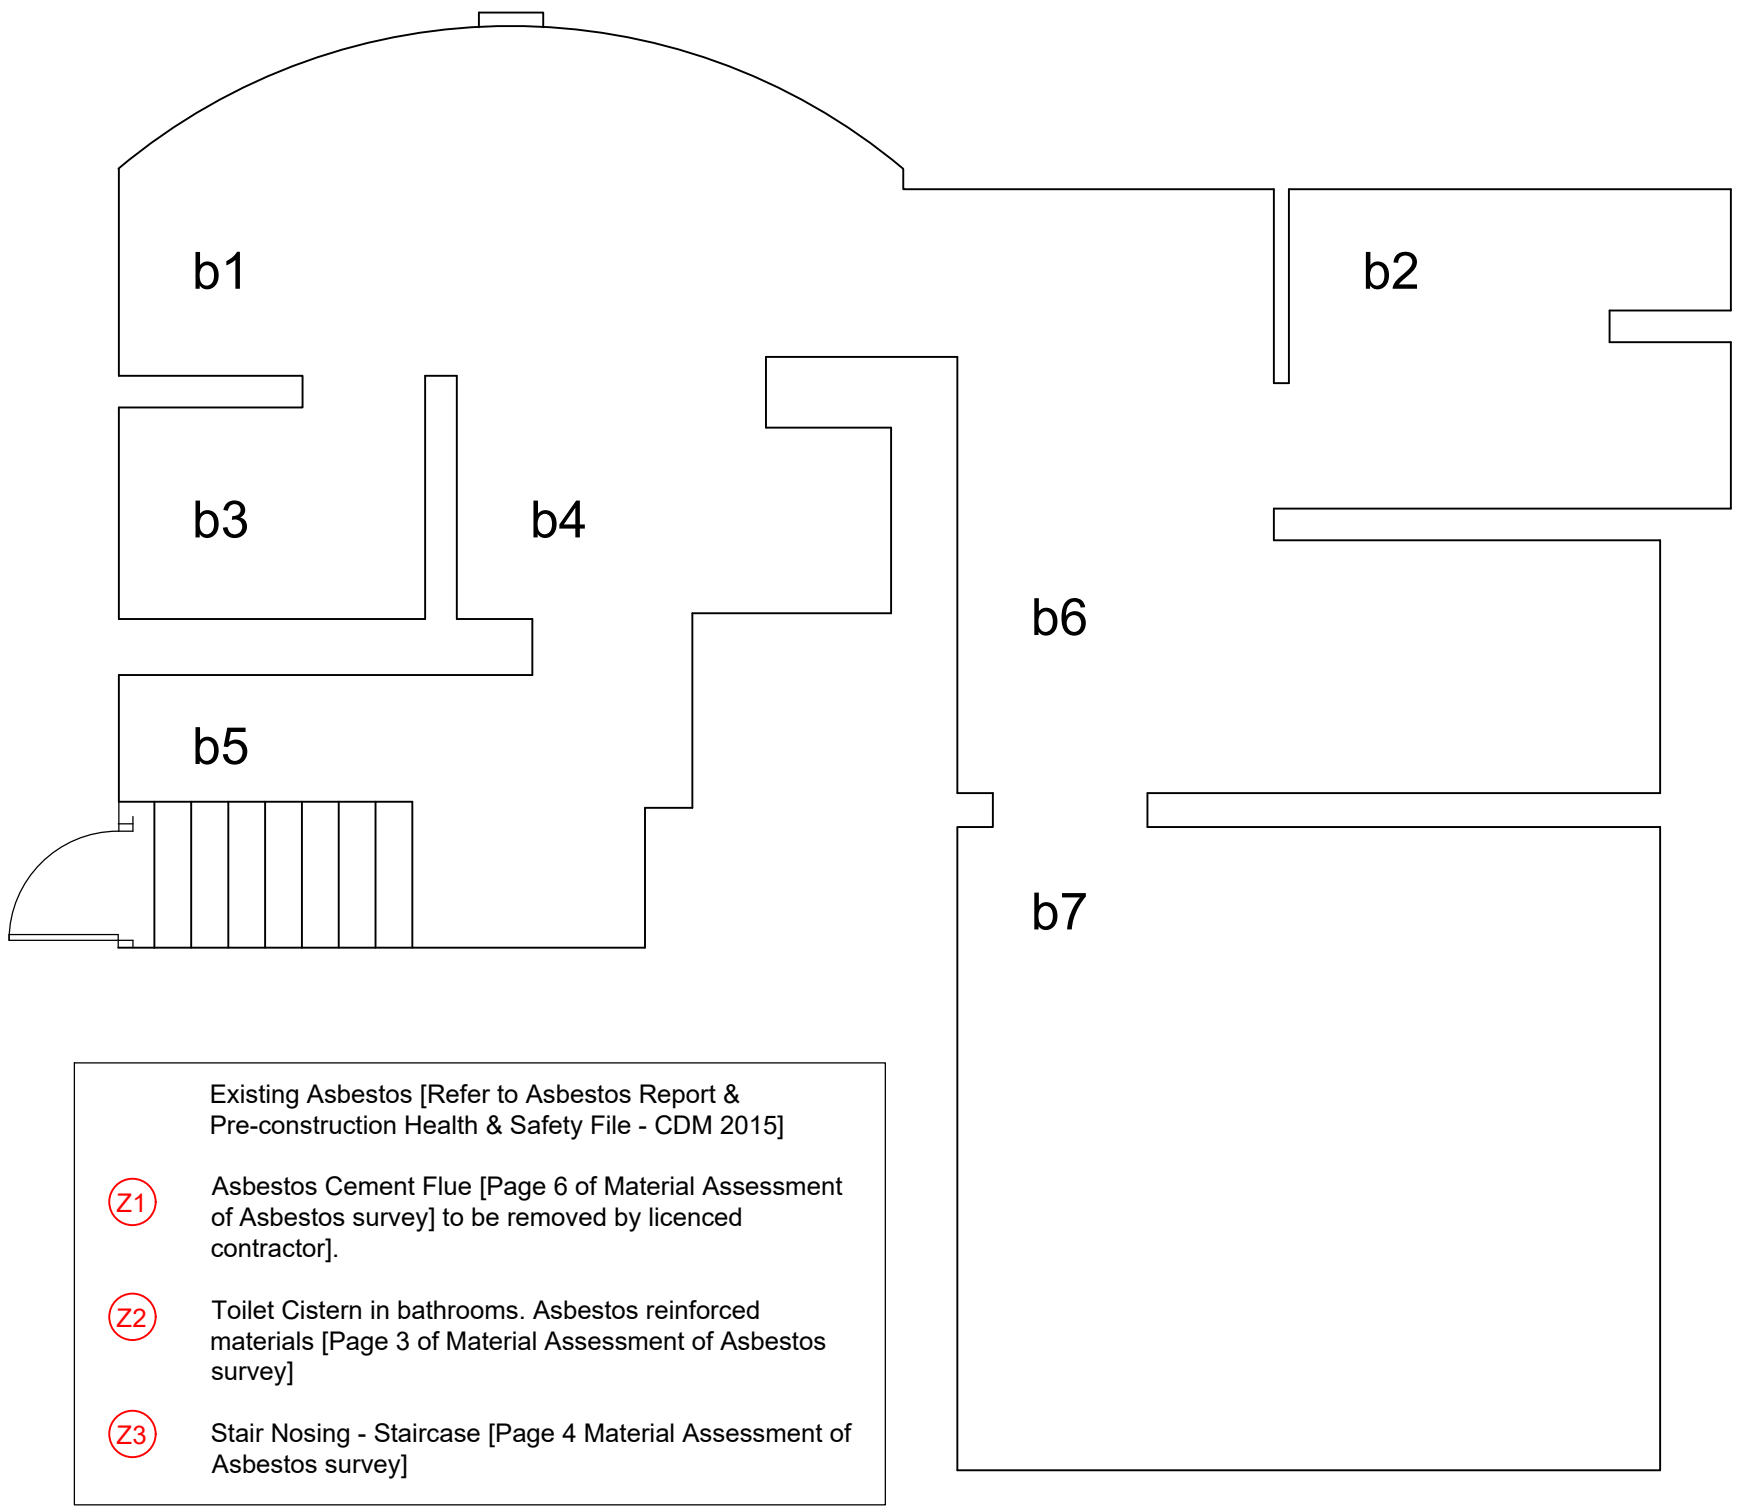 b1
b2
b3
b4
b6
b5
b7
Existing Asbestos [Refer to Asbestos Report &
Pre-construction Health & Safety File - CDM 2015]
Z1
Asbestos Cement Flue [Page 6 of Material Assessment
of Asbestos survey] to be removed by licenced
contractor].
Z2
Toilet Cistern in bathrooms. Asbestos reinforced
materials [Page 3 of Material Assessment of Asbestos
survey]
Z3
Stair Nosing - Staircase [Page 4 Material Assessment of
Asbestos survey]